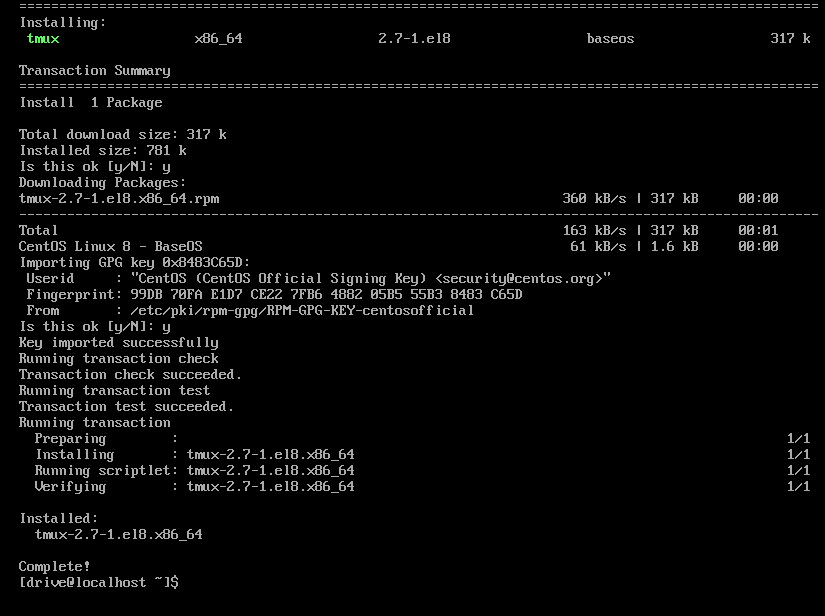 ================================================================================
Installing:
 tmux                 x86_64                 2.7-1.el8                 baseos                 317 k

Transaction Summary
================================================================================
Install  1 Package

Total download size: 317 k
Installed size: 781 k
Is this ok [y/N]: y
Downloading Packages:
tmux-2.7-1.el8.x86_64.rpm                                           360 kB/s | 317 kB     00:00
--------------------------------------------------------------------------------
Total                                                               163 kB/s | 317 kB     00:01
CentOS Linux 8 - BaseOS                                              61 kB/s | 1.6 kB     00:00
Importing GPG key 0x8483C65D:
 Userid     : "CentOS (CentOS Official Signing Key) <security@centos.org>"
 Fingerprint: 99DB 70FA E1D7 CE22 7FB6 4882 05B5 55B3 8483 C65D
 From       : /etc/pki/rpm-gpg/RPM-GPG-KEY-centosofficial
Is this ok [y/N]: y
Key imported successfully
Running transaction check
Transaction check succeeded.
Running transaction test
Transaction test succeeded.
Running transaction
  Preparing        :                                                                            1/1
  Installing       : tmux-2.7-1.el8.x86_64                                                      1/1
  Running scriptlet: tmux-2.7-1.el8.x86_64                                                      1/1
  Verifying        : tmux-2.7-1.el8.x86_64                                                      1/1

Installed:
  tmux-2.7-1.el8.x86_64

Complete!
[drive@localhost ~]$